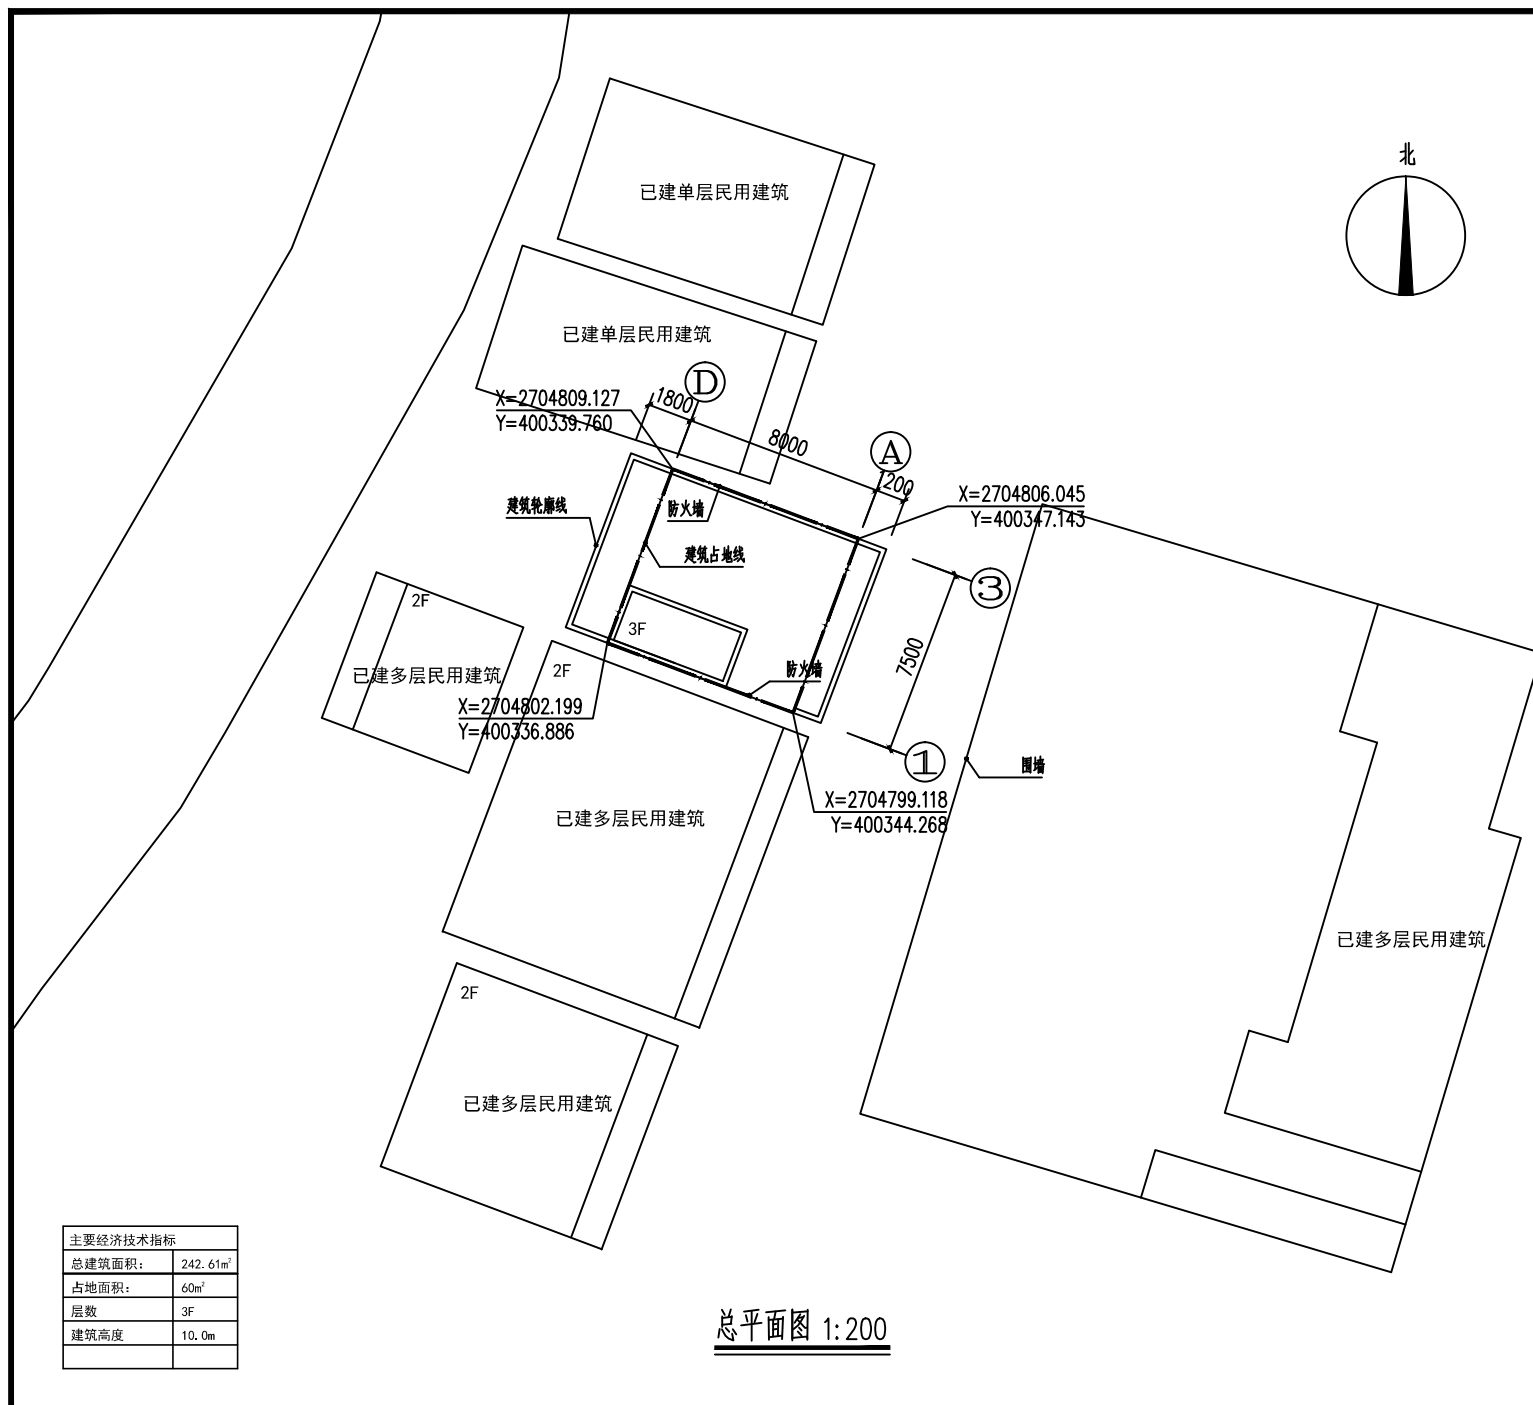 北
已建单层民用建筑
已建单层民用建筑
D
1800
X=2704809.127
Y=400339.760
8000
A
1200
X=2704806.045
Y=400347.143
建筑轮廓线
防火墙
建筑占地线
3
2F
3F
7500
已建多层民用建筑
2F
防火墙
X=2704802.199
Y=400336.886
1
围墙
X=2704799.118
Y=400344.268
已建多层民用建筑
已建多层民用建筑
2F
已建多层民用建筑
主要经济技术指标
总建筑面积: 242.61m²
占地面积: 60m²
层数 3F
建筑高度 10.0m
总平面图 1:200